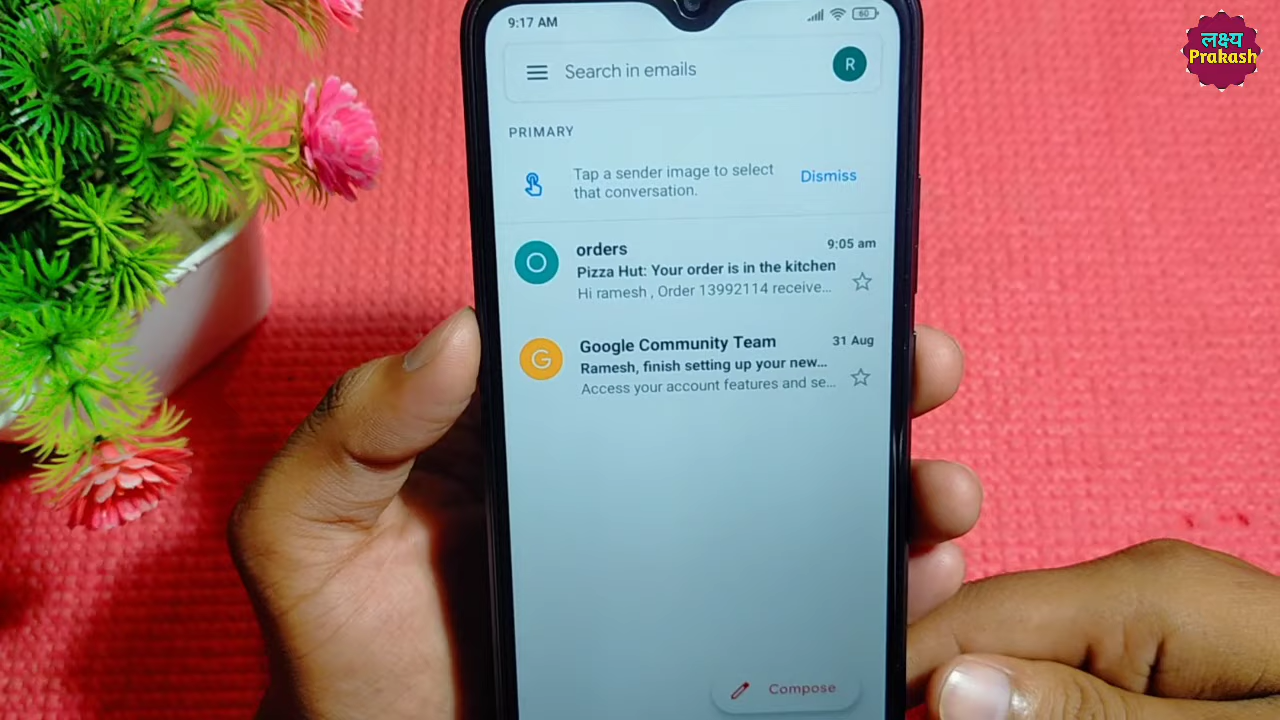 9:17 AM
60
लक्ष्य
Prakash
Search in emails
R
PRIMARY
Tap a sender image to select
that conversation.
Dismiss
O
orders
9:05 am
Pizza Hut: Your order is in the kitchen
Hi ramesh , Order 13992114 receive...
G
Google Community Team
31 Aug
Ramesh, finish setting up your new...
Access your account features and se...
Compose